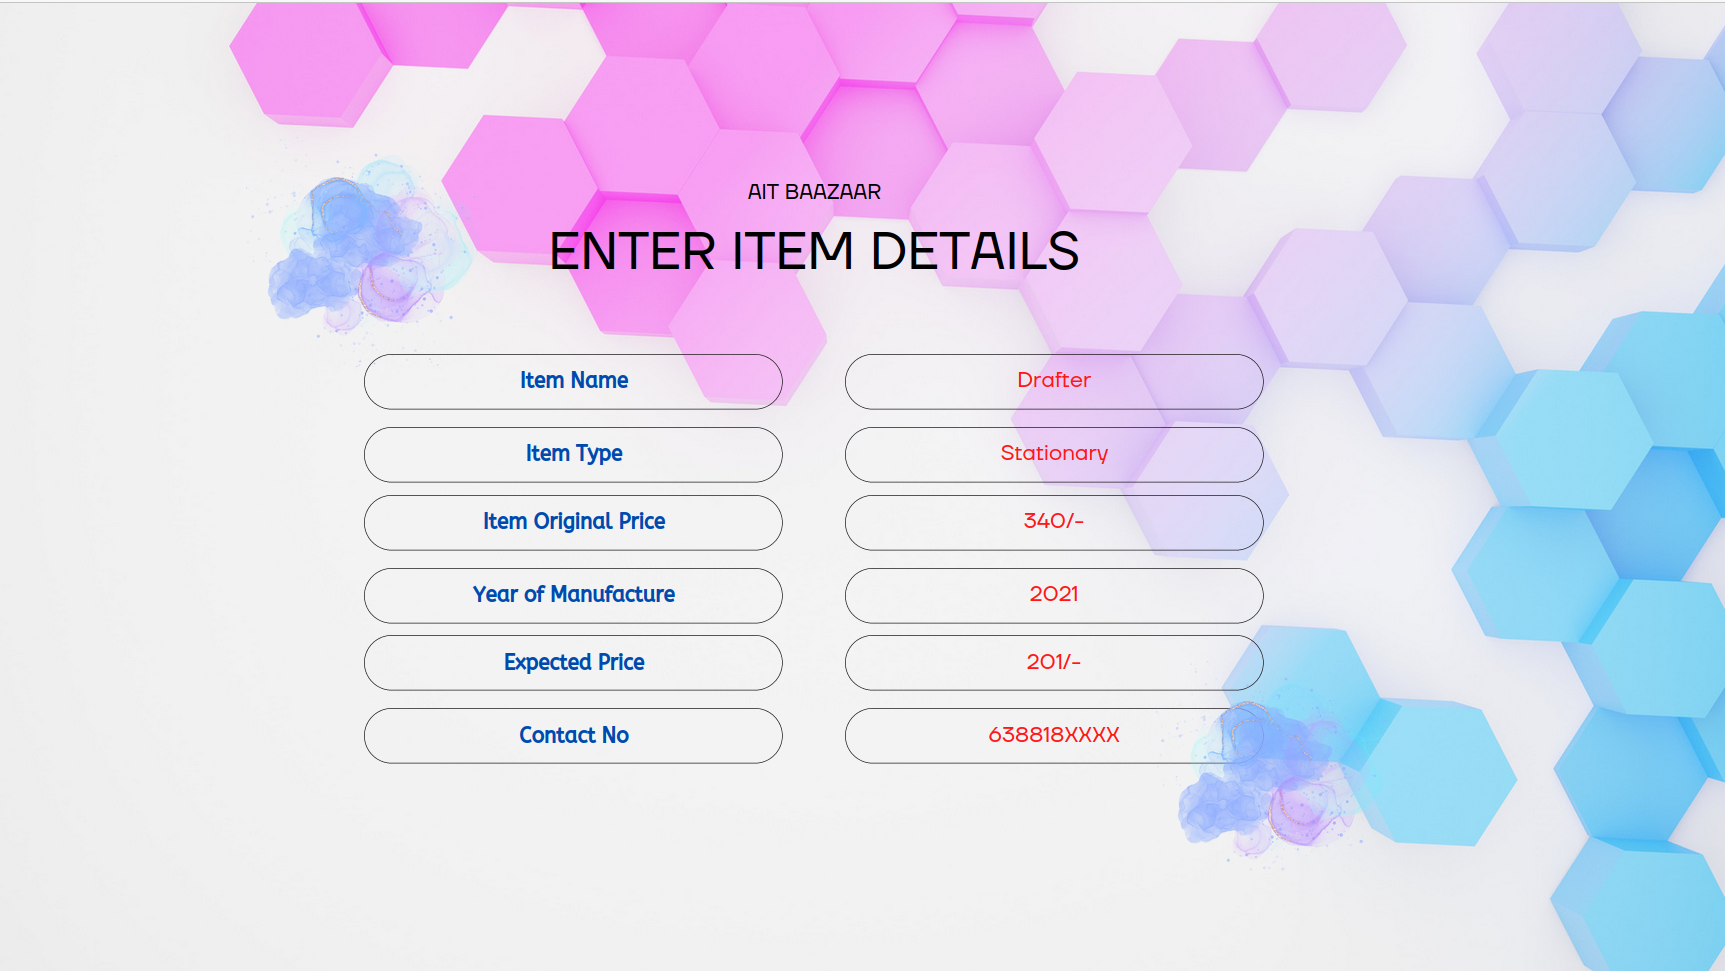 AIT BAAZAAR
ENTER ITEM DETAILS
Item Name Drafter
Item Type Stationary
Item Original Price 340/-
Year of Manufacture 2021
Expected Price 201/-
Contact No 638818XXXX